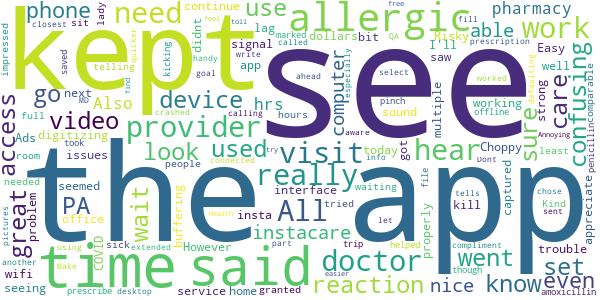 kept
see
the app
time said
allergic
work
phone
need
use
able
pharmacy
device
computer
confusing
access
video
provider
look
used
visit
hear
sure
care
really
All
instacare
doctor
went
know
even
set
reaction
nice
great
PA
wait
go
Also
However
appreciate
impressed
closest
sit
lady
continue
dollars
bit
lag
didnt
signal
hrs
marked
QA
handy
toll
feel
free
write
called
Risky
prescription
fill
Easy
I'll
saw
well
telling
quicker
find
saved
Mo
goal
app
calling
hours
crashed
kicking
next
full
Ads
digitizing
especially
aware
ahead
pinch
select
sound
multiple
working
worked
offline
strong
defaulting
Annoying
comparable
penicillin
room
took
issues
needed
problem
file
seemed
people
wifi
pictures
another
seeing
office
COVID
sick
using
Make
buffering
tried
interface
insta
got
today
connected
try
info
waiting
Choppy
captured
properly
least
tells
kill
Kind
Dont
chose
sent
trouble
amoxicillin
though
compliment
let
helped
easier
part
trip
granted
health
home
service
extended
prescribe
desktop